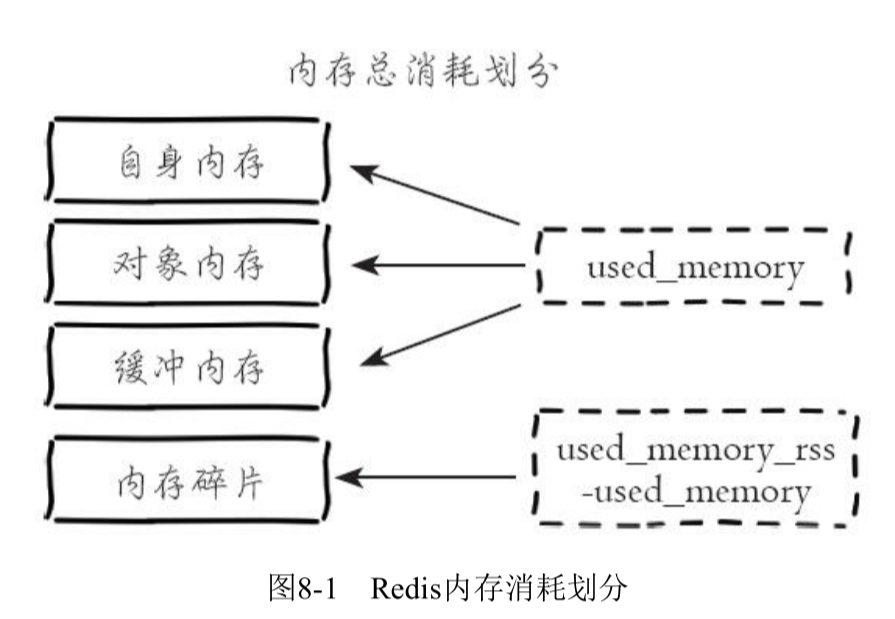 内存总消耗划分
自身内存
对象内存
used_memory
缓冲内存
内存碎片
used_memory_rss
-used_memory
图8-1 Redis内存消耗划分